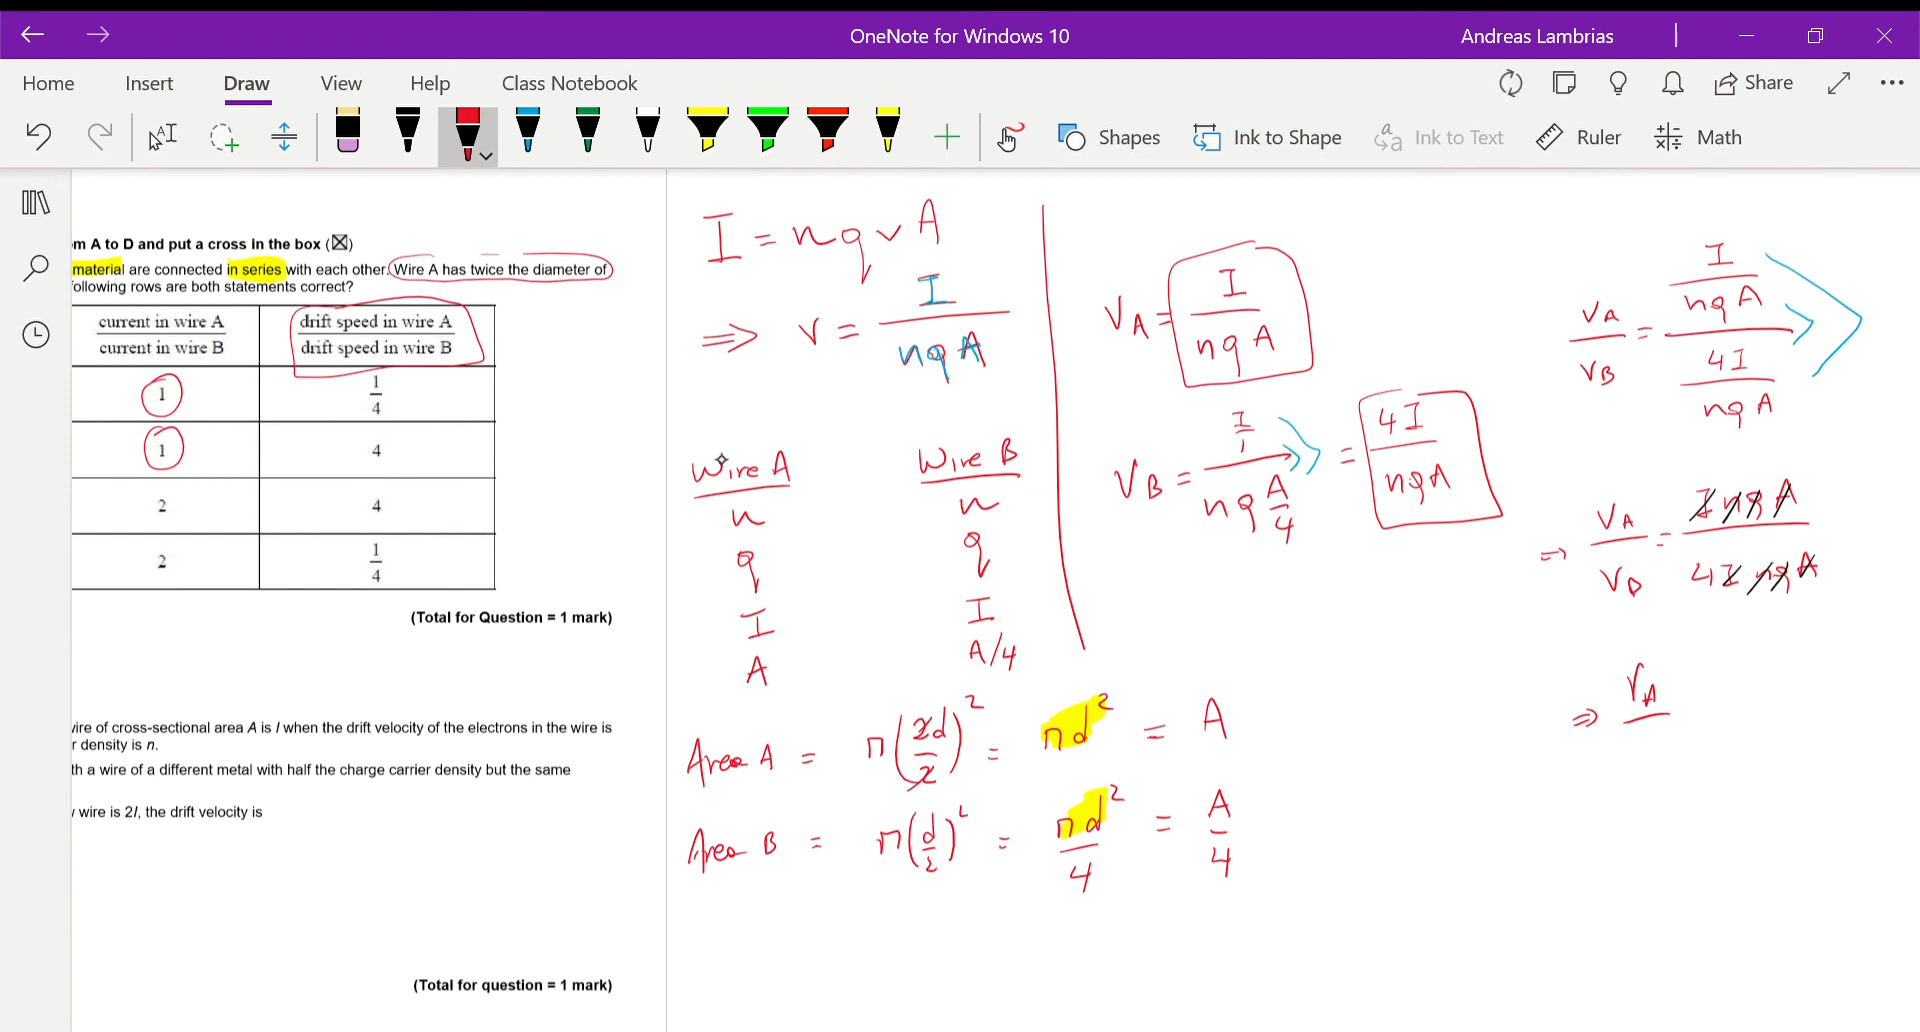 OneNote for Windows 10
Andreas Lambrias
Home Insert Draw View Help Class Notebook
Share
Shapes Ink to Shape Ink to Text Ruler Math
m A to D and put a cross in the box (☒)
material are connected in series with each other. Wire A has twice the diameter of
ollowing rows are both statements correct?
current in wire A / current in wire B
drift speed in wire A / drift speed in wire B
1 1/4
1 4
2 4
2 1/4
(Total for Question = 1 mark)
ire of cross-sectional area A is I when the drift velocity of the electrons in the wire is
r density is n.
th a wire of a different metal with half the charge carrier density but the same
wire is 2I, the drift velocity is
(Total for question = 1 mark)
I = nqvA
⇒ v = I / nqA
Wire A Wire B
n n
q q
I I
A A/4
Area A = π(2d/2)² = πd² = A
Area B = π(d/2)² = πd²/4 = A/4
VA = I / nqA
VB = I/1 / nqA/4 = 4I / nqA
VA / VB = I/nqA / 4I/nqA
⇒ VA / VB = InqA / 4InqA
⇒ VA